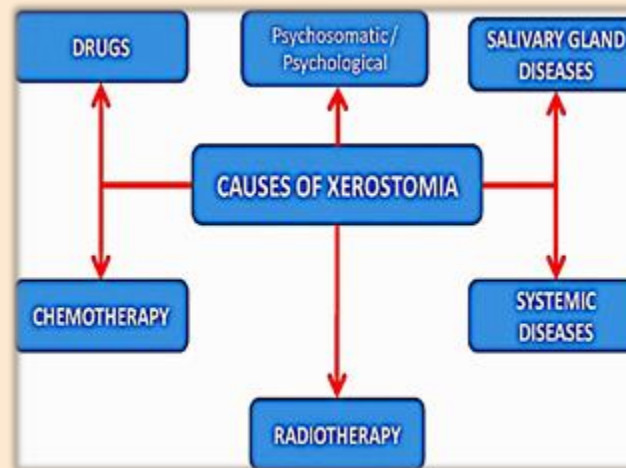 DRUGS
Psychosomatic /
Psychological
SALIVARY GLAND
DISEASES
CAUSES OF XEROSTOMIA
CHEMOTHERAPY
SYSTEMIC
DISEASES
RADIOTHERAPY